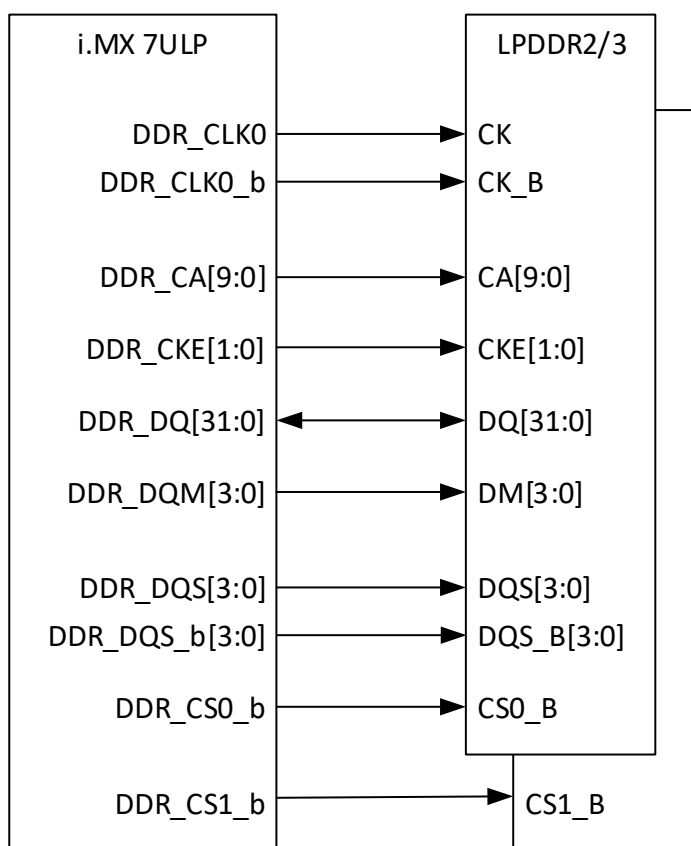 i.MX 7ULP LPDDR2/3
DDR_CLK0 CK
DDR_CLK0_b CK_B
DDR_CA[9:0] CA[9:0]
DDR_CKE[1:0] CKE[1:0]
DDR_DQ[31:0] DQ[31:0]
DDR_DQM[3:0] DM[3:0]
DDR_DQS[3:0] DQS[3:0]
DDR_DQS_b[3:0] DQS_B[3:0]
DDR_CS0_b CS0_B
DDR_CS1_b CS1_B